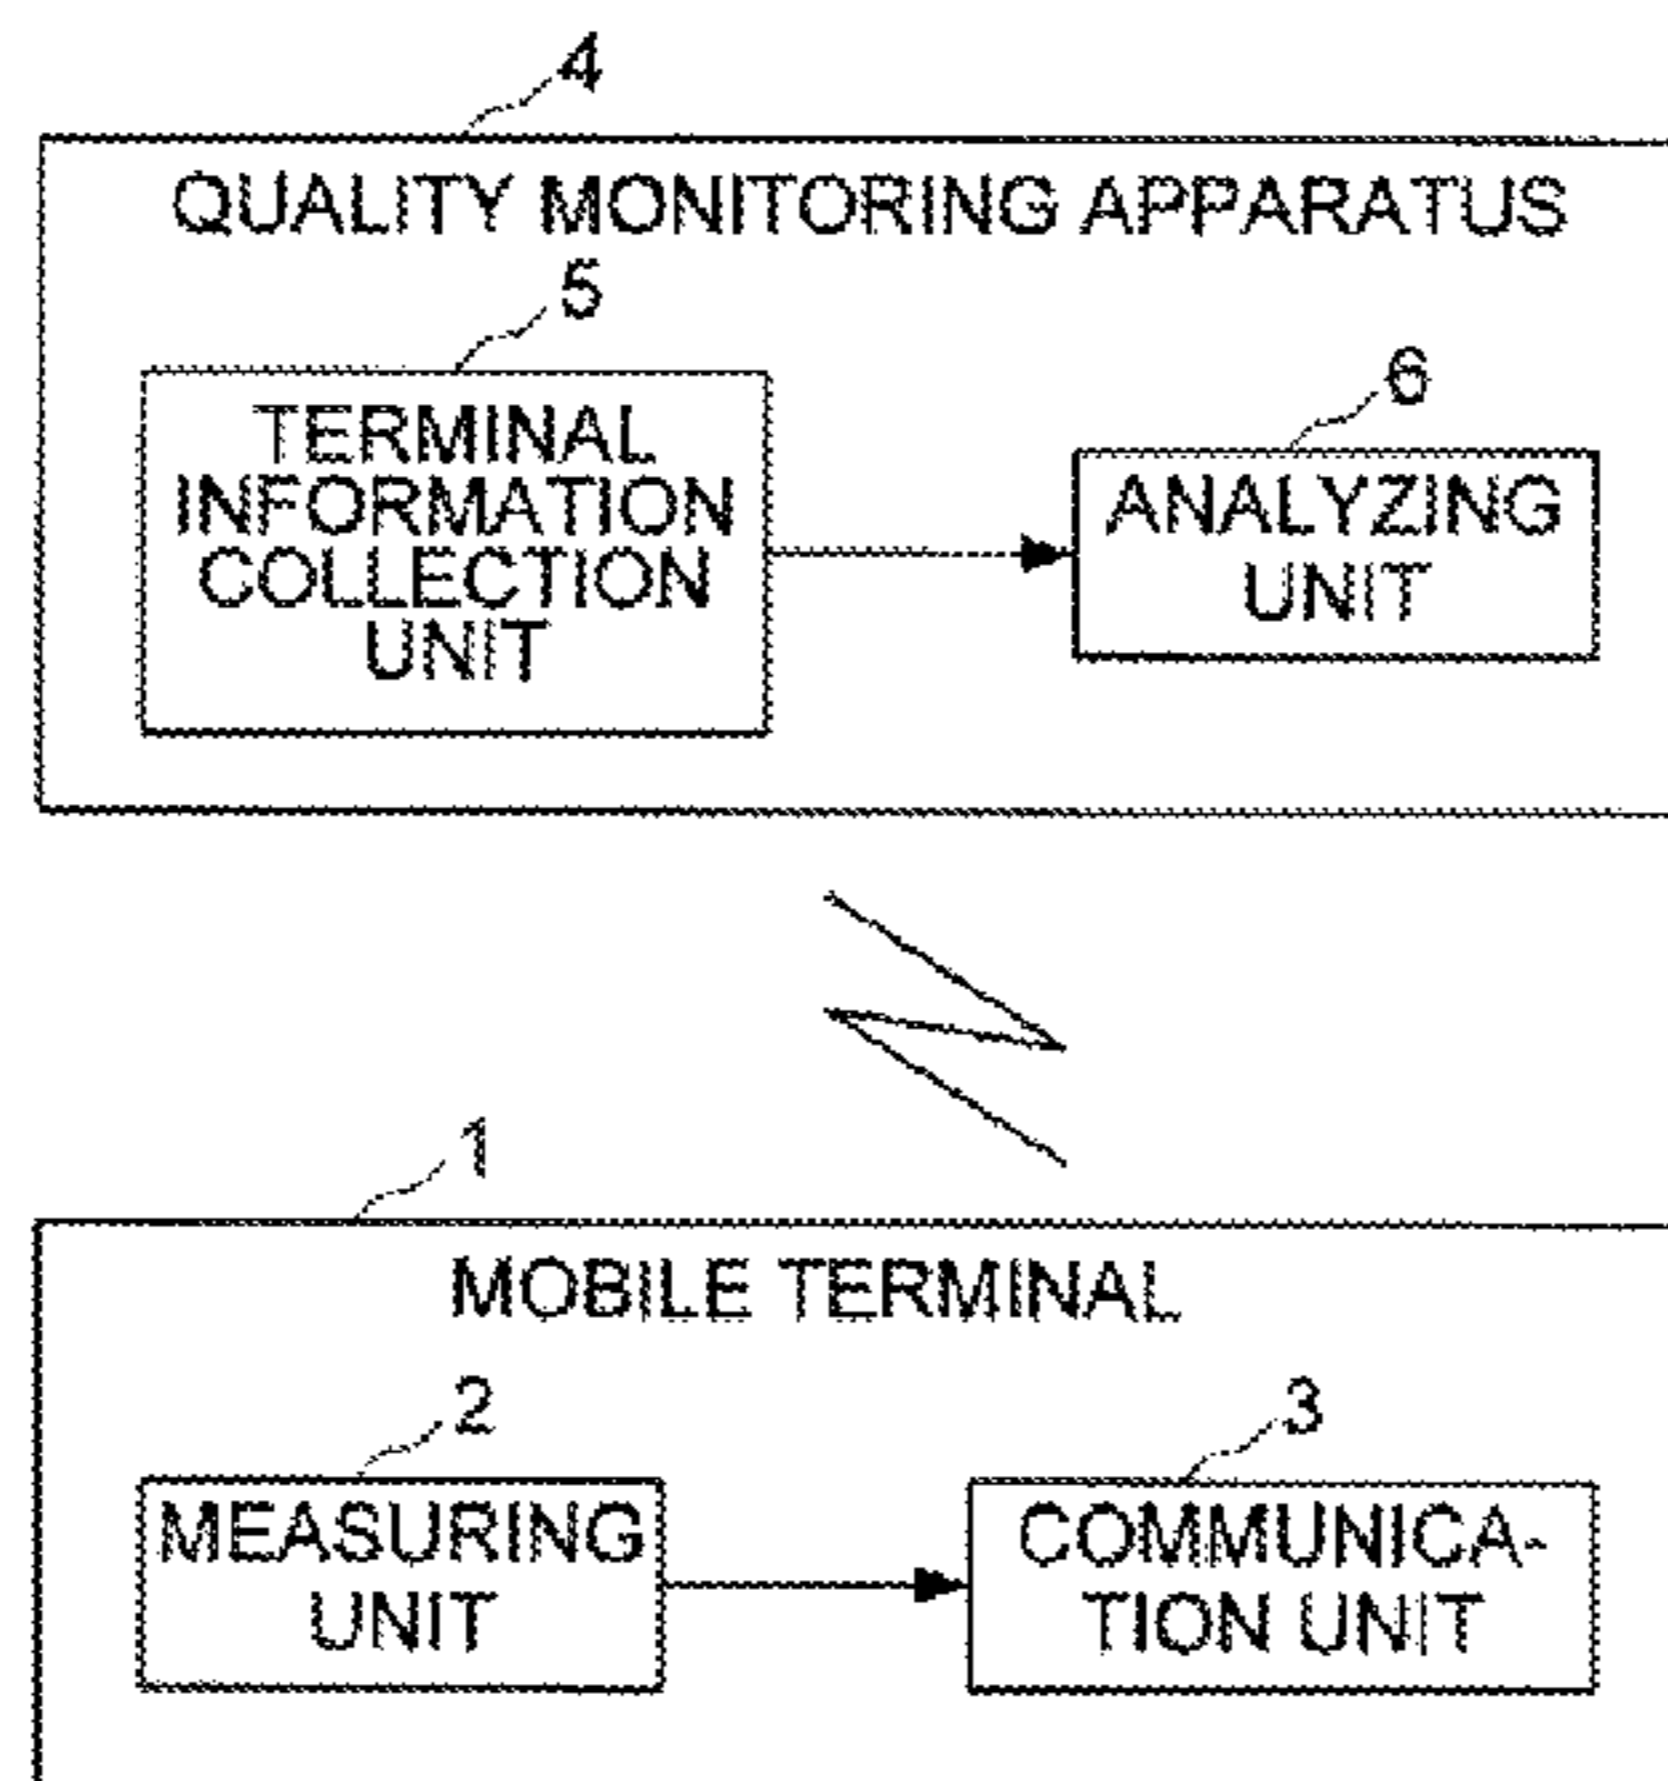 4
QUALITY MONITORING APPARATUS
5
TERMINAL
INFORMATION
COLLECTION
UNIT
6
ANALYZING
UNIT
1
MOBILE TERMINAL
2
MEASURING
UNIT
3
COMMUNICA-
TION UNIT